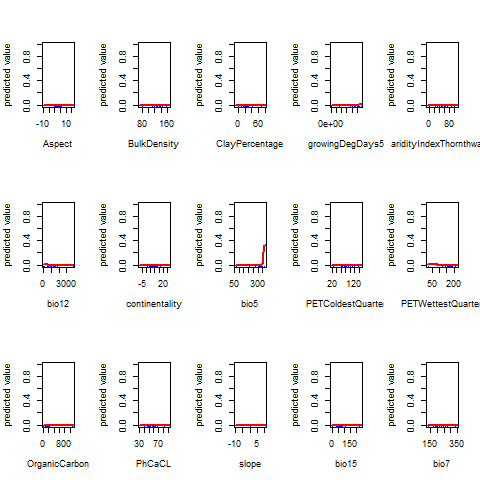 predicted value 0.0 0.4 0.8 -10 10 Aspect
predicted value 0.0 0.4 0.8 80 160 BulkDensity
predicted value 0.0 0.4 0.8 0 60 ClayPercentage
predicted value 0.0 0.4 0.8 0e+00 growingDegDays5
predicted value 0.0 0.4 0.8 0 80 aridityIndexThornthwa
predicted value 0.0 0.4 0.8 0 3000 bio12
predicted value 0.0 0.4 0.8 -5 20 continentality
predicted value 0.0 0.4 0.8 50 300 bio5
predicted value 0.0 0.4 0.8 20 120 PETColdestQuarte
predicted value 0.0 0.4 0.8 50 200 PETWettestQuarte
predicted value 0.0 0.4 0.8 0 800 OrganicCarbon
predicted value 0.0 0.4 0.8 30 70 PhCaCL
predicted value 0.0 0.4 0.8 -10 5 slope
predicted value 0.0 0.4 0.8 0 150 bio15
predicted value 0.0 0.4 0.8 150 350 bio7